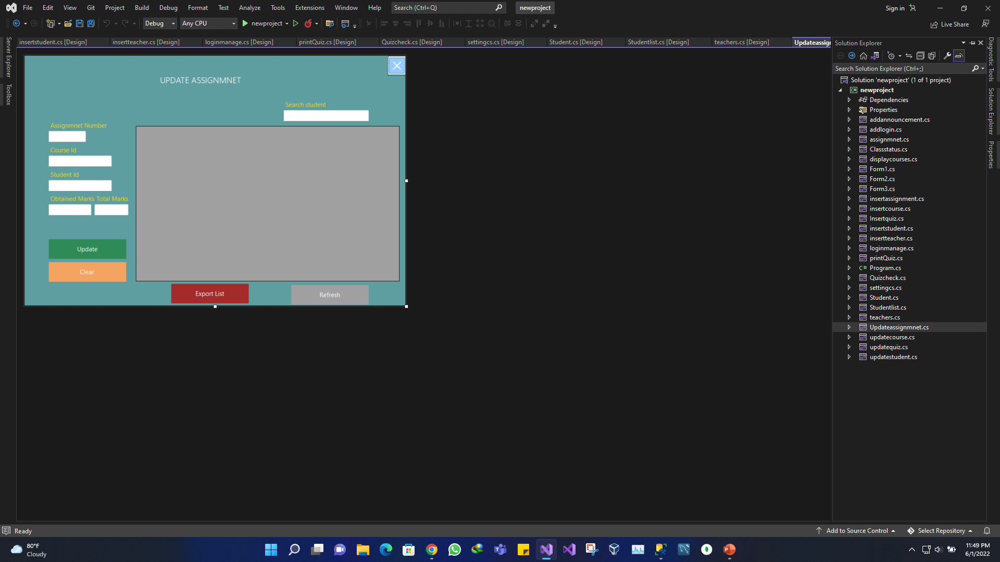 File Edit View Git Project Build Debug Format Test Analyze Tools Extensions Window Help Search (Ctrl+Q) newproject Sign in
Debug Any CPU newproject Live Share
insertstudent.cs [Design] insertteacher.cs [Design] loginmanage.cs [Design] printQuiz.cs [Design] Quizcheck.cs [Design] settingcs.cs [Design] Student.cs [Design] Studentlist.cs [Design] teachers.cs [Design] Updateassign
Server Explorer
Toolbox
UPDATE ASSIGNMNET
Search student
Assignmnet Number
Course Id
Student Id
Obtained Marks Total Marks
Update
Clear
Export List
Refresh
Solution Explorer
Search Solution Explorer (Ctrl+;)
Solution 'newproject' (1 of 1 project)
C# newproject
Dependencies
Properties
addannouncement.cs
addlogin.cs
assignmnet.cs
Classstatus.cs
displaycourses.cs
Form1.cs
Form2.cs
Form3.cs
insertassignment.cs
insertcourse.cs
Insertquiz.cs
insertstudent.cs
insertteacher.cs
loginmanage.cs
printQuiz.cs
C# Program.cs
Quizcheck.cs
settingcs.cs
Student.cs
Studentlist.cs
teachers.cs
Updateassignmnet.cs
updatecourse.cs
updatequiz.cs
updatestudent.cs
Diagnostic Tools
Solution Explorer
Properties
Ready
Add to Source Control Select Repository
80°F
Cloudy
11:49 PM
6/1/2022